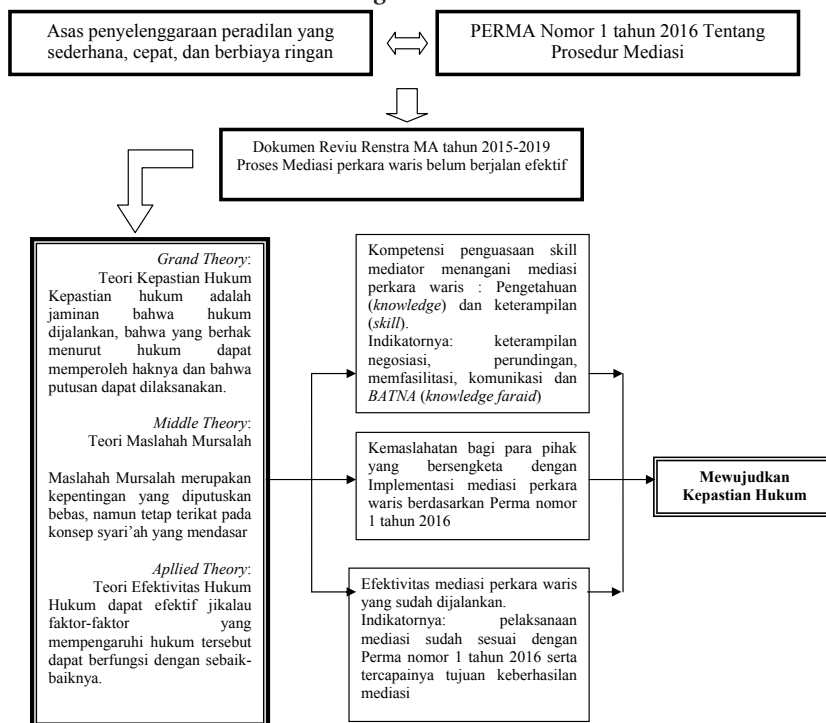 Asas penyelenggaraan peradilan yang
sederhana, cepat, dan berbiaya ringan
PERMA Nomor 1 tahun 2016 Tentang
Prosedur Mediasi
Dokumen Reviu Renstra MA tahun 2015-2019
Proses Mediasi perkara waris belum berjalan efektif
Grand Theory:
Teori Kepastian Hukum
Kepastian hukum adalah
jaminan bahwa hukum
dijalankan, bahwa yang berhak
menurut hukum dapat
memperoleh haknya dan bahwa
putusan dapat dilaksanakan.
Middle Theory:
Teori Maslahah Mursalah
Maslahah Mursalah merupakan
kepentingan yang diputuskan
bebas, namun tetap terikat pada
konsep syari'ah yang mendasar
Apllied Theory:
Teori Efektivitas Hukum
Hukum dapat efektif jikalau
faktor-faktor yang
mempengaruhi hukum tersebut
dapat berfungsi dengan sebaik-
baiknya.
Kompetensi penguasaan skill
mediator menangani mediasi
perkara waris : Pengetahuan
(knowledge) dan keterampilan
(skill).
Indikatornya: keterampilan
negosiasi, perundingan,
memfasilitasi, komunikasi dan
BATNA (knowledge faraid)
Kemaslahatan bagi para pihak
yang bersengketa dengan
Implementasi mediasi perkara
waris berdasarkan Perma nomor
1 tahun 2016
Efektivitas mediasi perkara waris
yang sudah dijalankan.
Indikatornya: pelaksanaan
mediasi sudah sesuai dengan
Perma nomor 1 tahun 2016 serta
tercapainya tujuan keberhasilan
mediasi
Mewujudkan
Kepastian Hukum